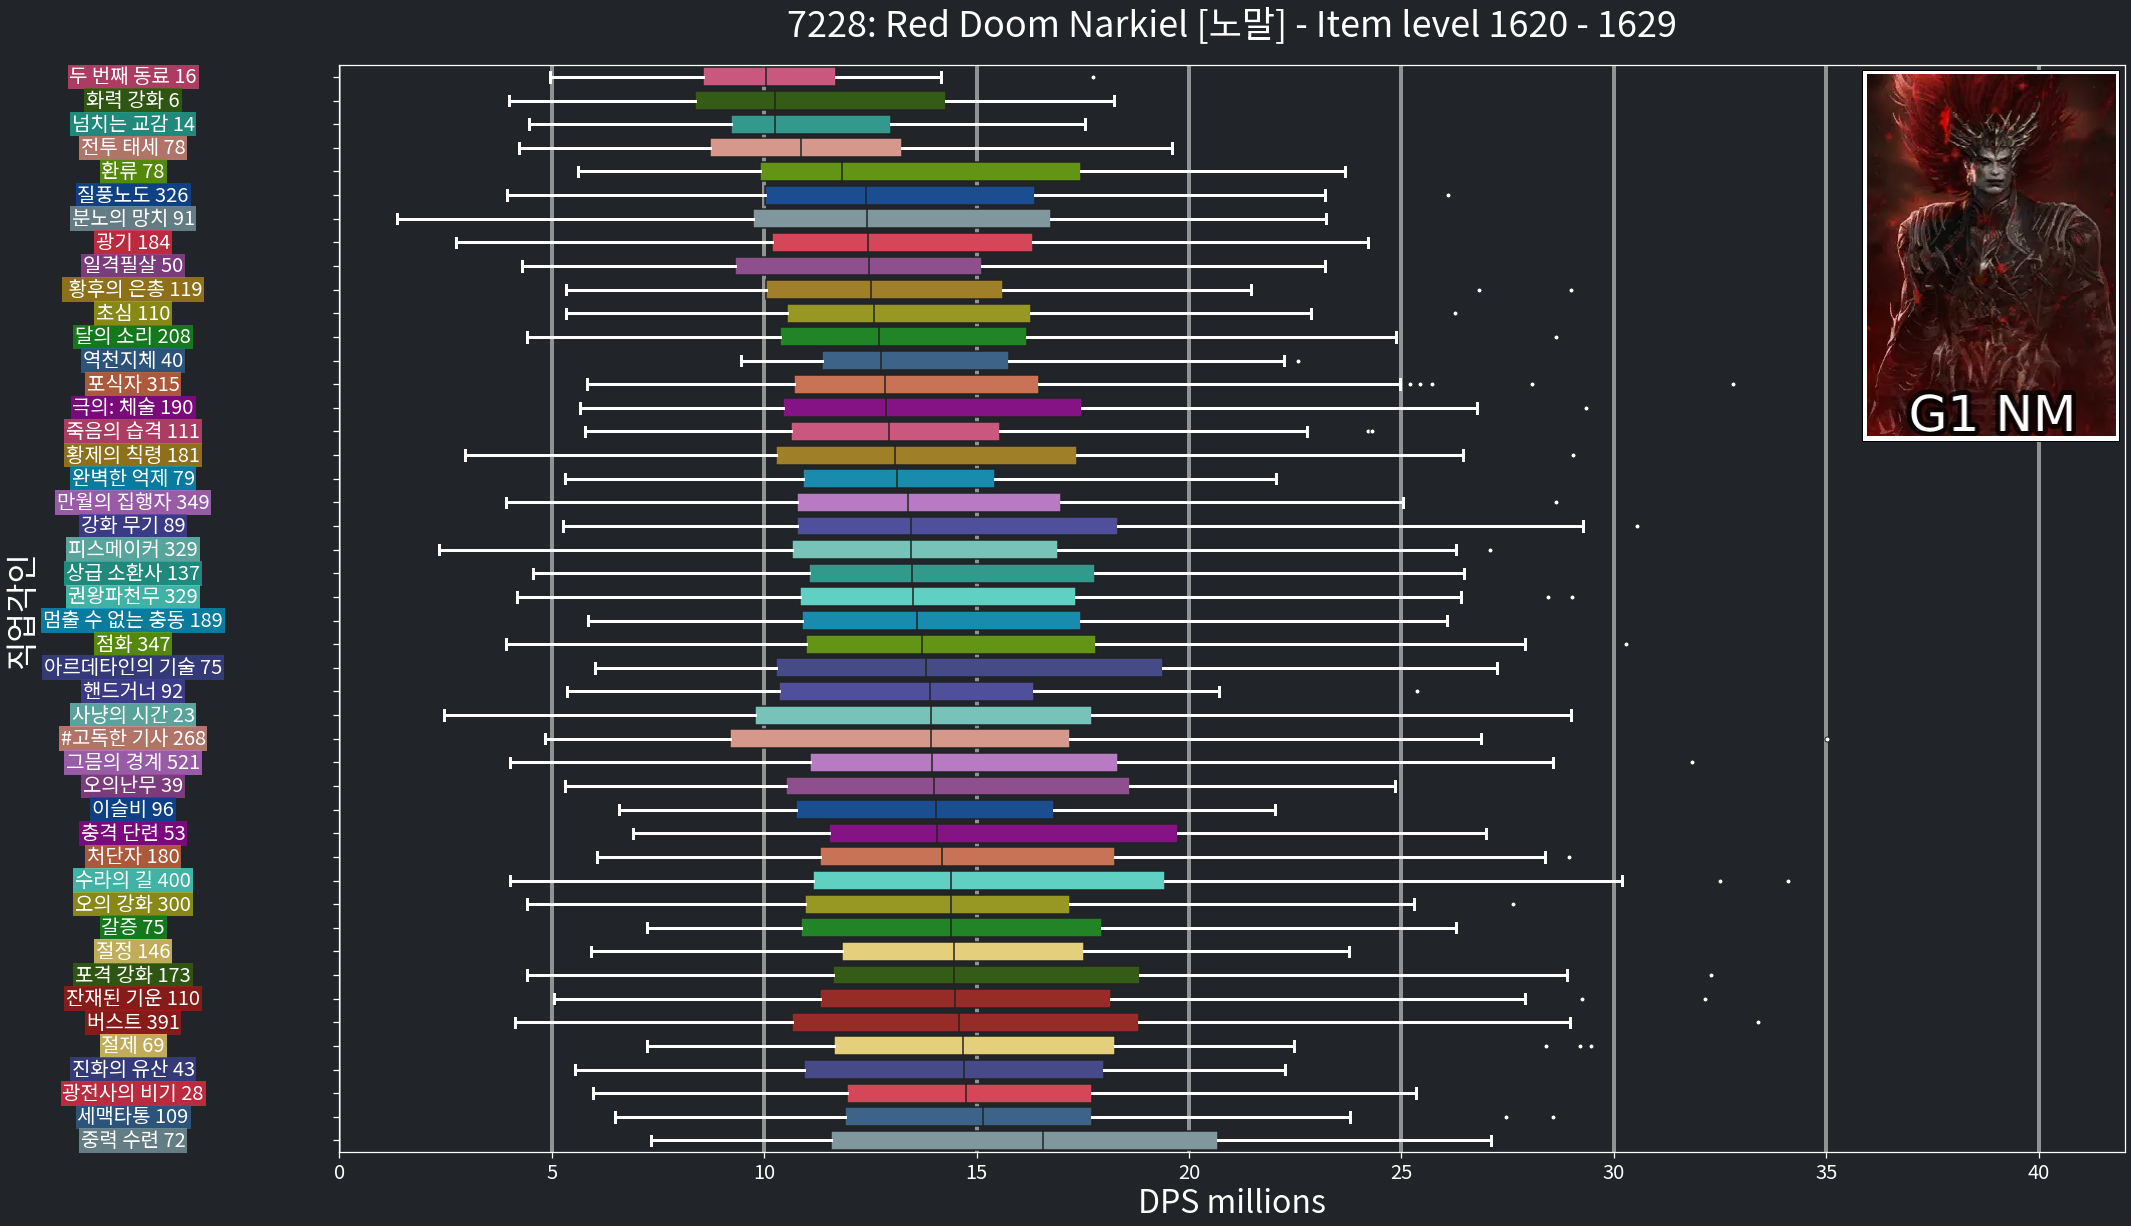 7228: Red Doom Narkiel [노말] - Item level 1620 - 1629
두 번째 동료 16
화력 강화 6
넘치는 교감 14
전투 태세 78
환류 78
질풍노도 326
분노의 망치 91
광기 184
일격필살 50
황후의 은총 119
초심 110
달의 소리 208
역천지체 40
포식자 315
극의: 체술 190
죽음의 습격 111
황제의 칙령 181
완벽한 억제 79
만월의 집행자 349
강화 무기 89
피스메이커 329
상급 소환사 137
권왕파천무 329
멈출 수 없는 충동 189
점화 347
아르데타인의 기술 75
핸드거너 92
사냥의 시간 23
#고독한 기사 268
그믐의 경계 521
오의난무 39
이슬비 96
충격 단련 53
처단자 180
수라의 길 400
오의 강화 300
갈증 75
절정 146
포격 강화 173
잔재된 기운 110
버스트 391
절제 69
진화의 유산 43
광전사의 비기 28
세맥타통 109
중력 수련 72
직업각인
G1 NM
0 5 10 15 20 25 30 35 40
DPS millions